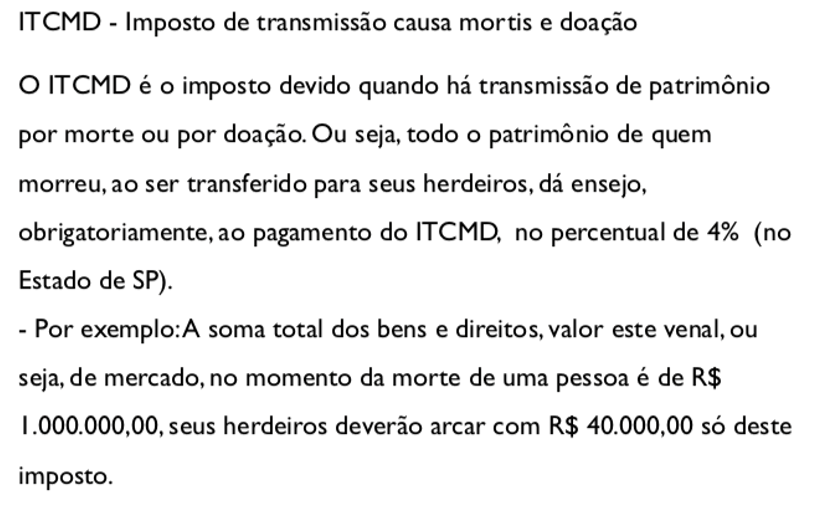 ITCMD - Imposto de transmissão causa mortis e doação
O ITCMD é o imposto devido quando há transmissão de patrimônio
por morte ou por doação. Ou seja, todo o patrimônio de quem
morreu, ao ser transferido para seus herdeiros, dá ensejo,
obrigatoriamente, ao pagamento do ITCMD, no percentual de 4% (no
Estado de SP).
- Por exemplo: A soma total dos bens e direitos, valor este venal, ou
seja, de mercado, no momento da morte de uma pessoa é de R$
1.000.000,00, seus herdeiros deverão arcar com R$ 40.000,00 só deste
imposto.